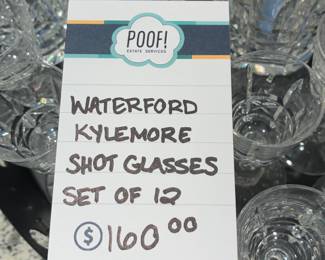 POOF!
ESTATE SERVICES
WATERFORD
KYLEMORE
SHOT GLASSES
SET OF 12
$160.00